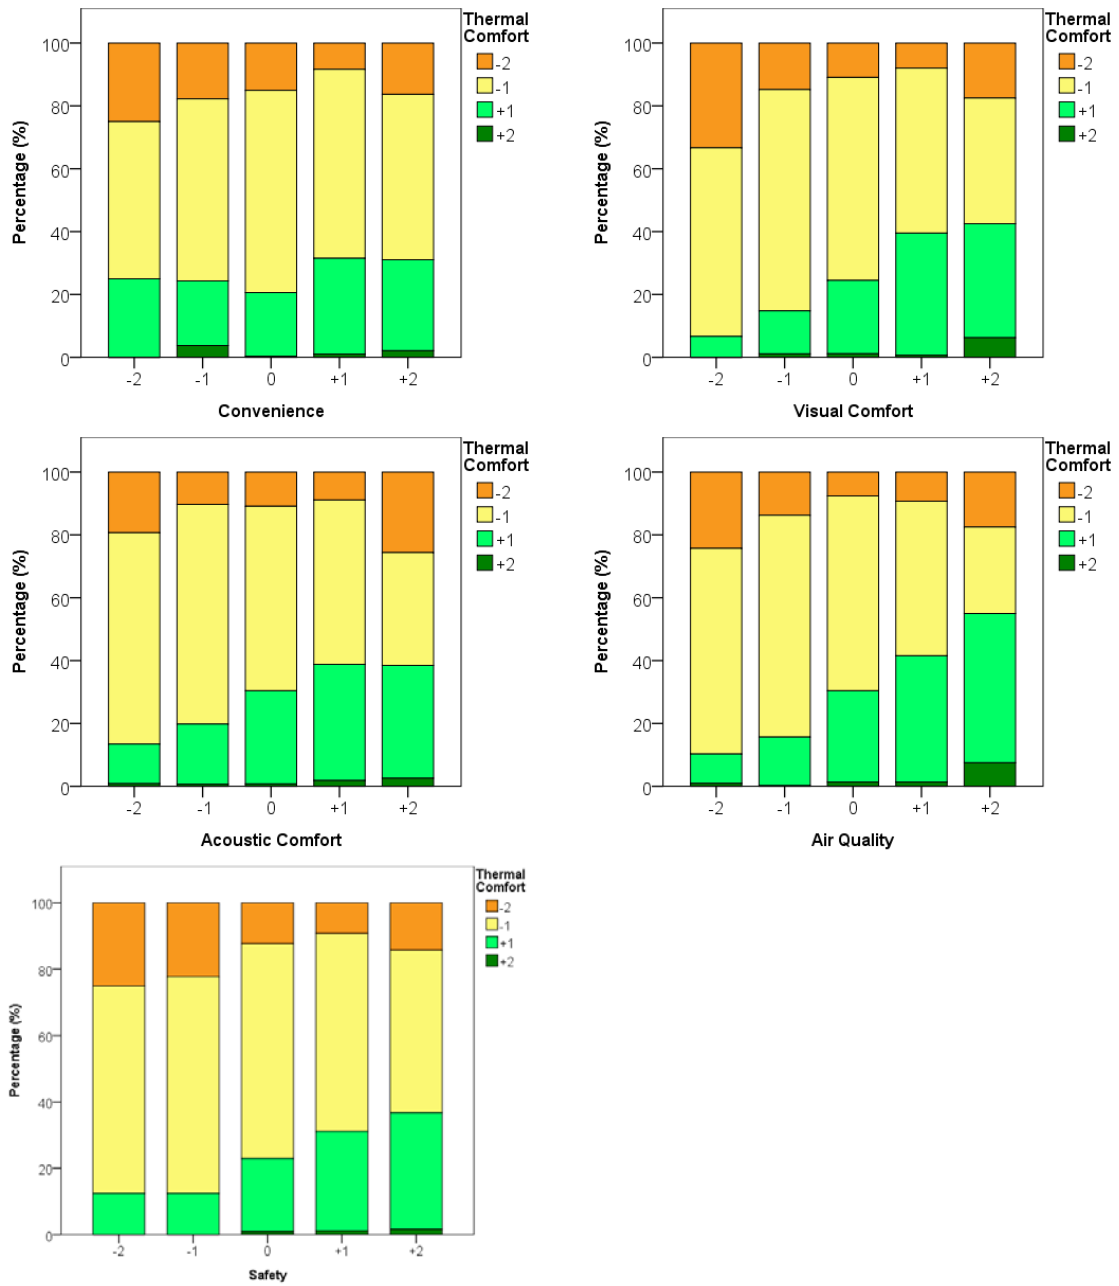 Thermal
Comfort
-2
-1
+1
+2
100
80
60
40
20
0
Percentage (%)
-2 -1 0 +1 +2
Convenience
Thermal
Comfort
-2
-1
+1
+2
100
80
60
40
20
0
Percentage (%)
-2 -1 0 +1 +2
Visual Comfort
Thermal
Comfort
-2
-1
+1
+2
100
80
60
40
20
0
Percentage (%)
-2 -1 0 +1 +2
Acoustic Comfort
Thermal
Comfort
-2
-1
+1
+2
100
80
60
40
20
0
Percentage (%)
-2 -1 0 +1 +2
Air Quality
Thermal
Comfort
-2
-1
+1
+2
100
80
60
40
20
0
Percentage (%)
-2 -1 0 +1 +2
Safety